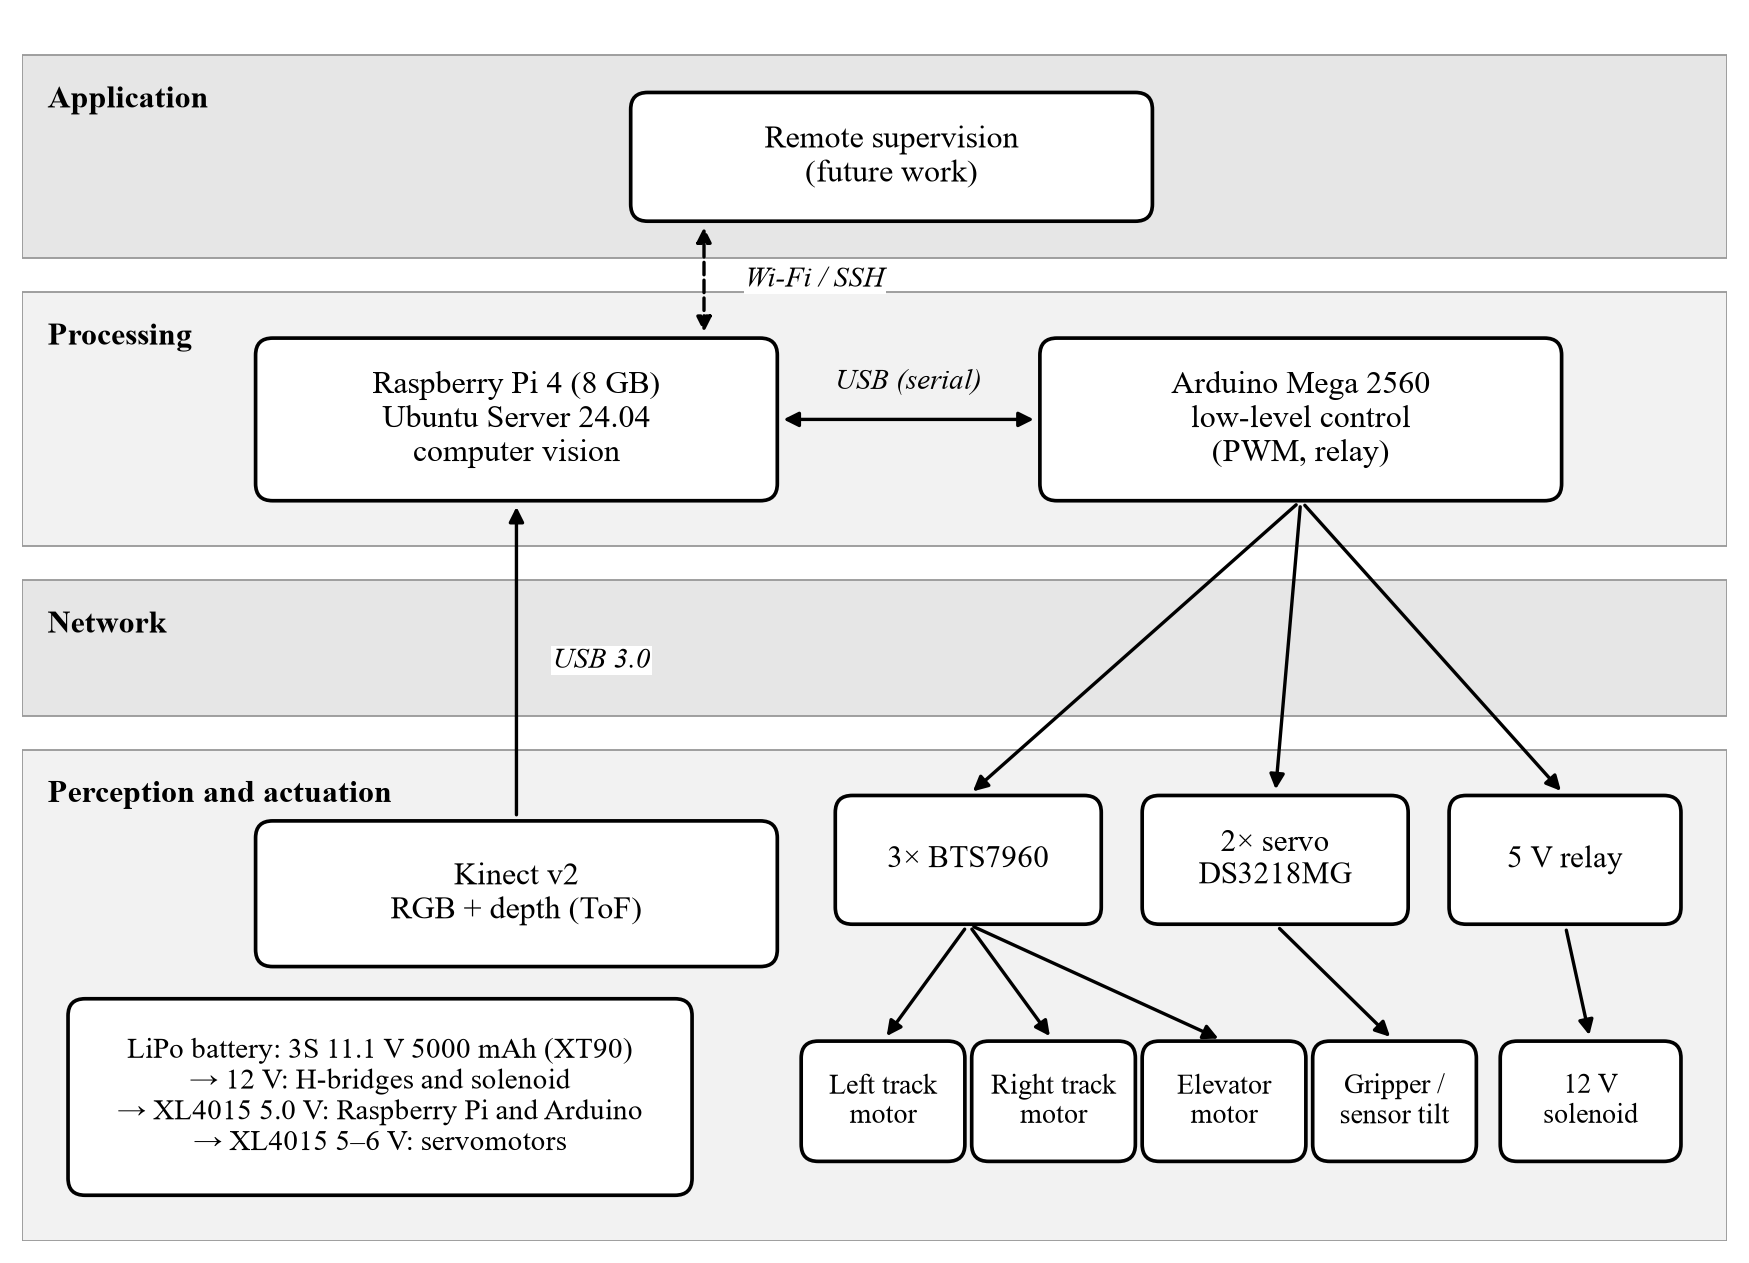 Application
Remote supervision
(future work)
Wi-Fi / SSH
Processing
Raspberry Pi 4 (8 GB)
Ubuntu Server 24.04
computer vision
USB (serial)
Arduino Mega 2560
low-level control
(PWM, relay)
Network
USB 3.0
Perception and actuation
Kinect v2
RGB + depth (ToF)
3× BTS7960
2× servo
DS3218MG
5 V relay
LiPo battery: 3S 11.1 V 5000 mAh (XT90)
→ 12 V: H-bridges and solenoid
→ XL4015 5.0 V: Raspberry Pi and Arduino
→ XL4015 5–6 V: servomotors
Left track
motor
Right track
motor
Elevator
motor
Gripper /
sensor tilt
12 V
solenoid